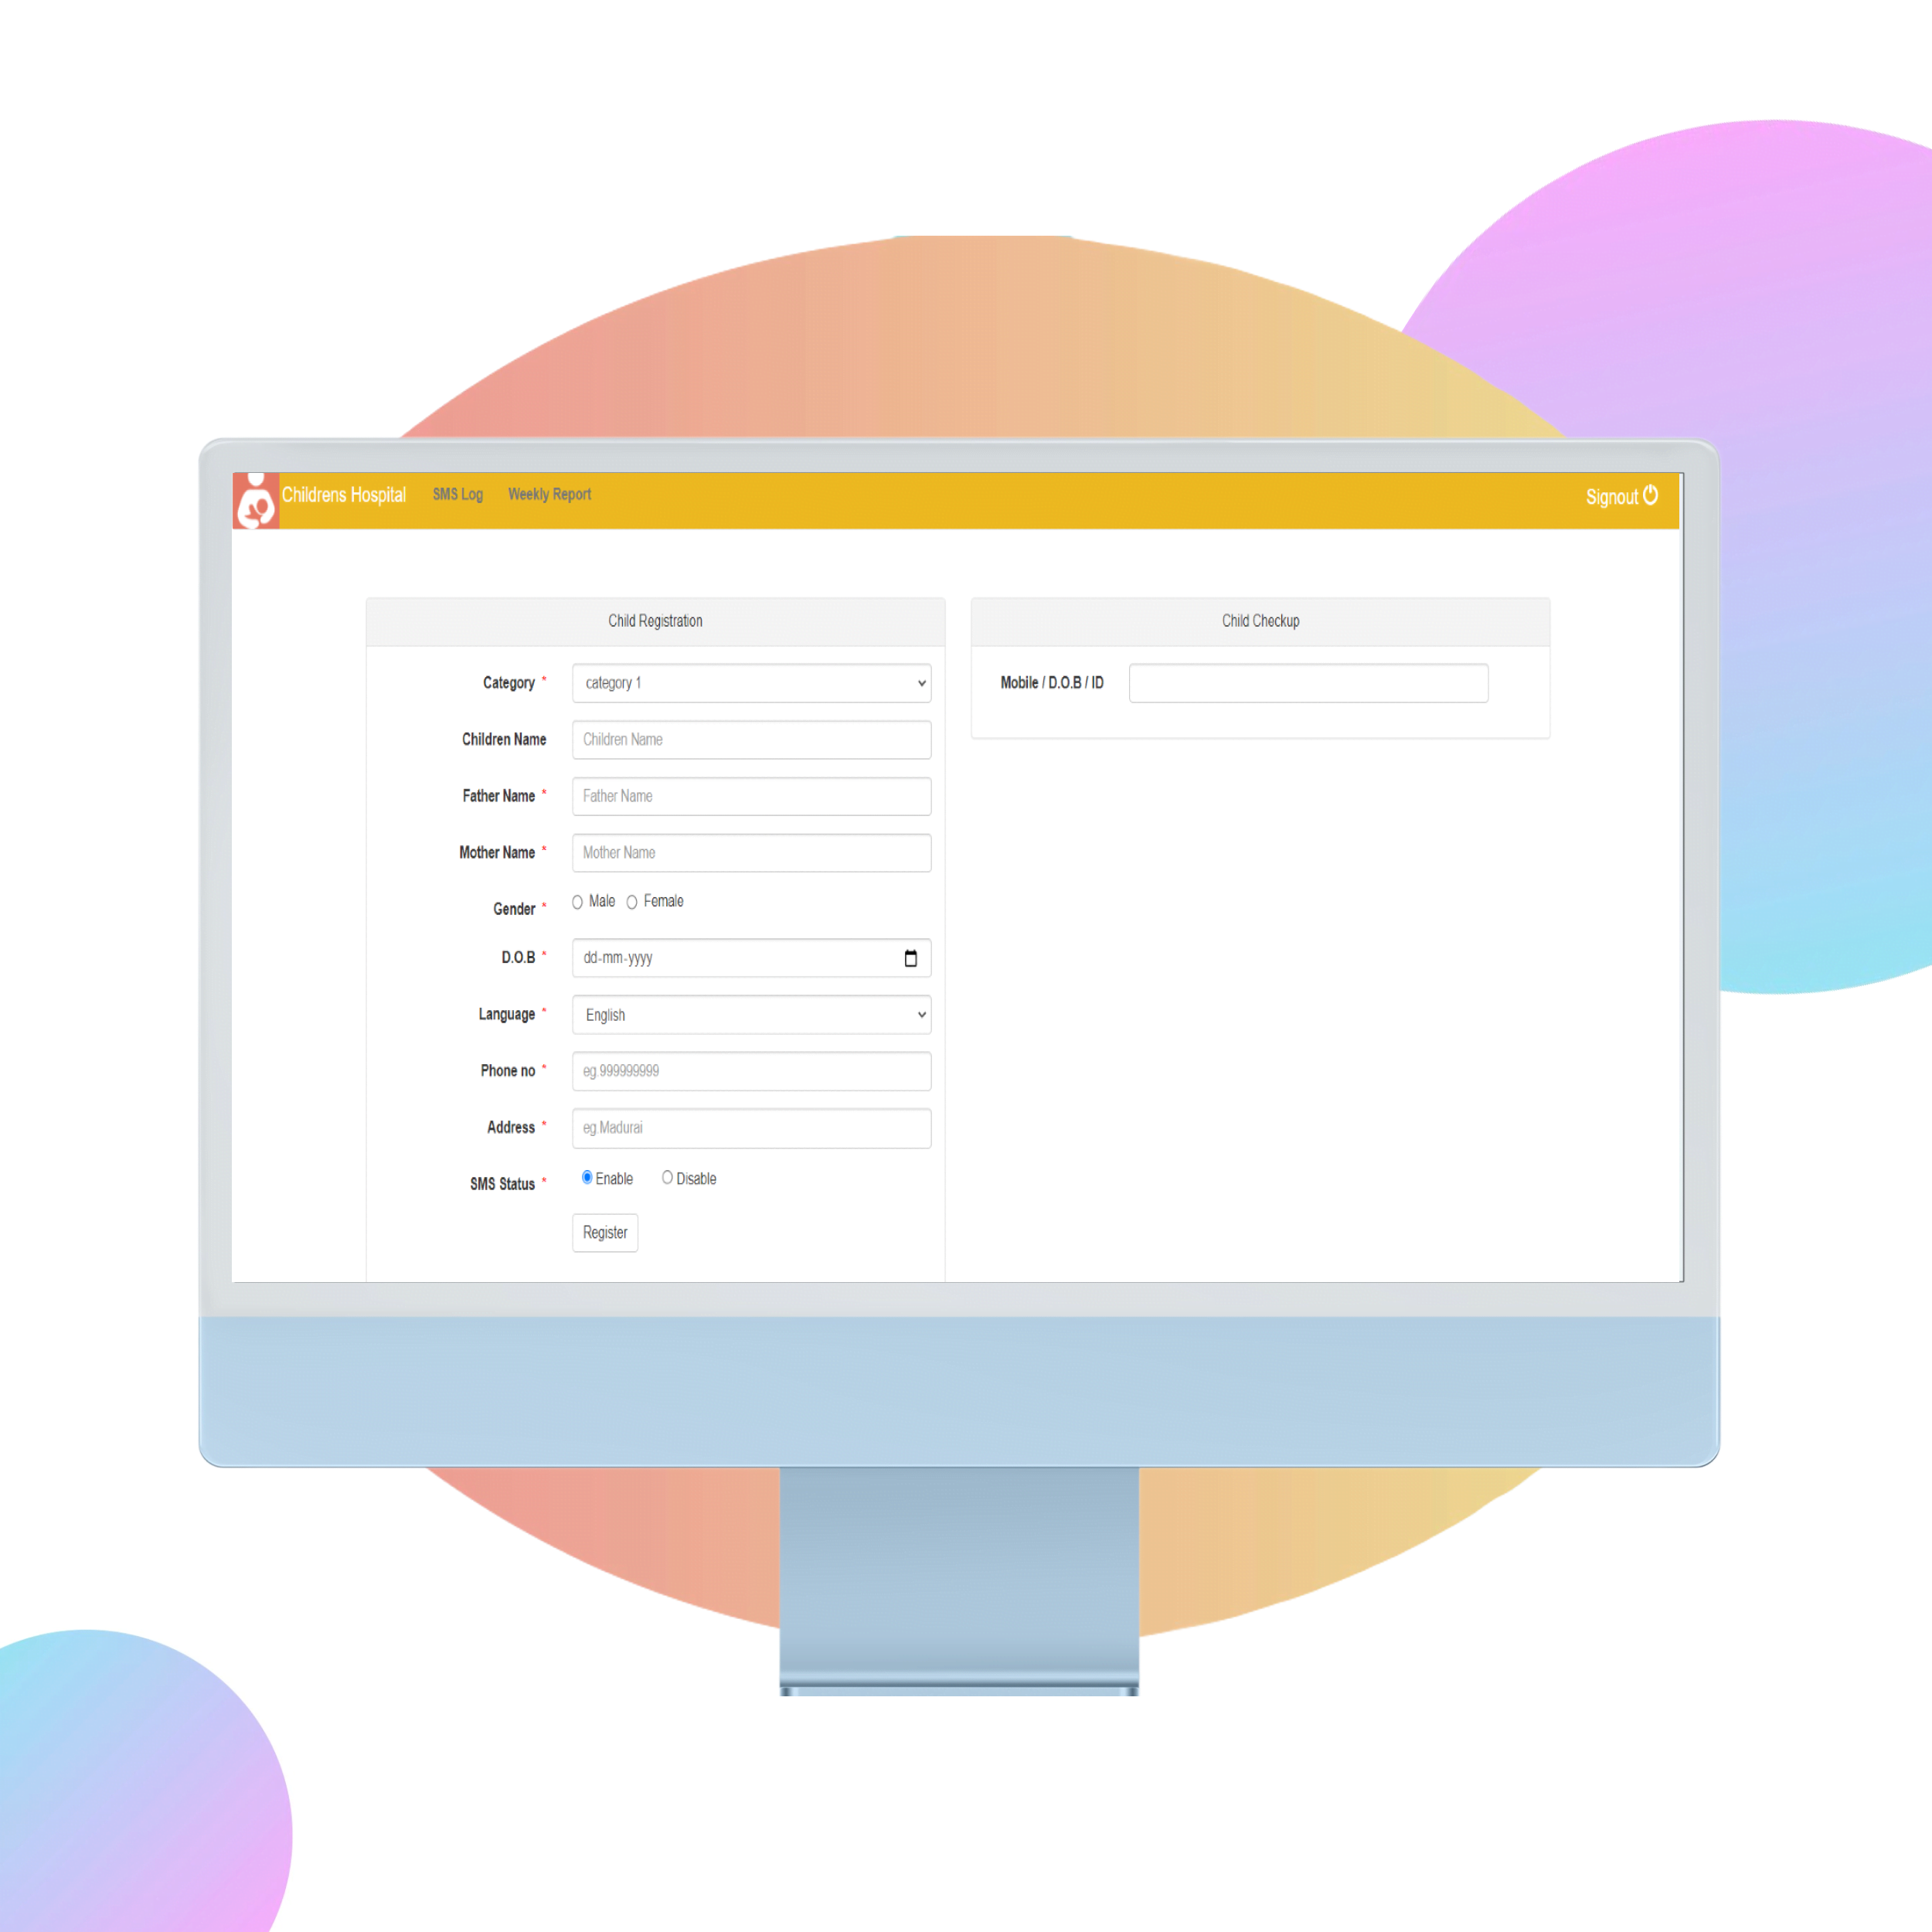 Childrens Hospital SMS Log Weekly Report Signout
Child Registration
Category * category 1
Children Name Children Name
Father Name * Father Name
Mother Name * Mother Name
Gender * Male Female
D.O.B * dd-mm-yyyy
Language * English
Phone no * eg.999999999
Address * eg.Madurai
SMS Status * Enable Disable
Register
Child Checkup
Mobile / D.O.B / ID